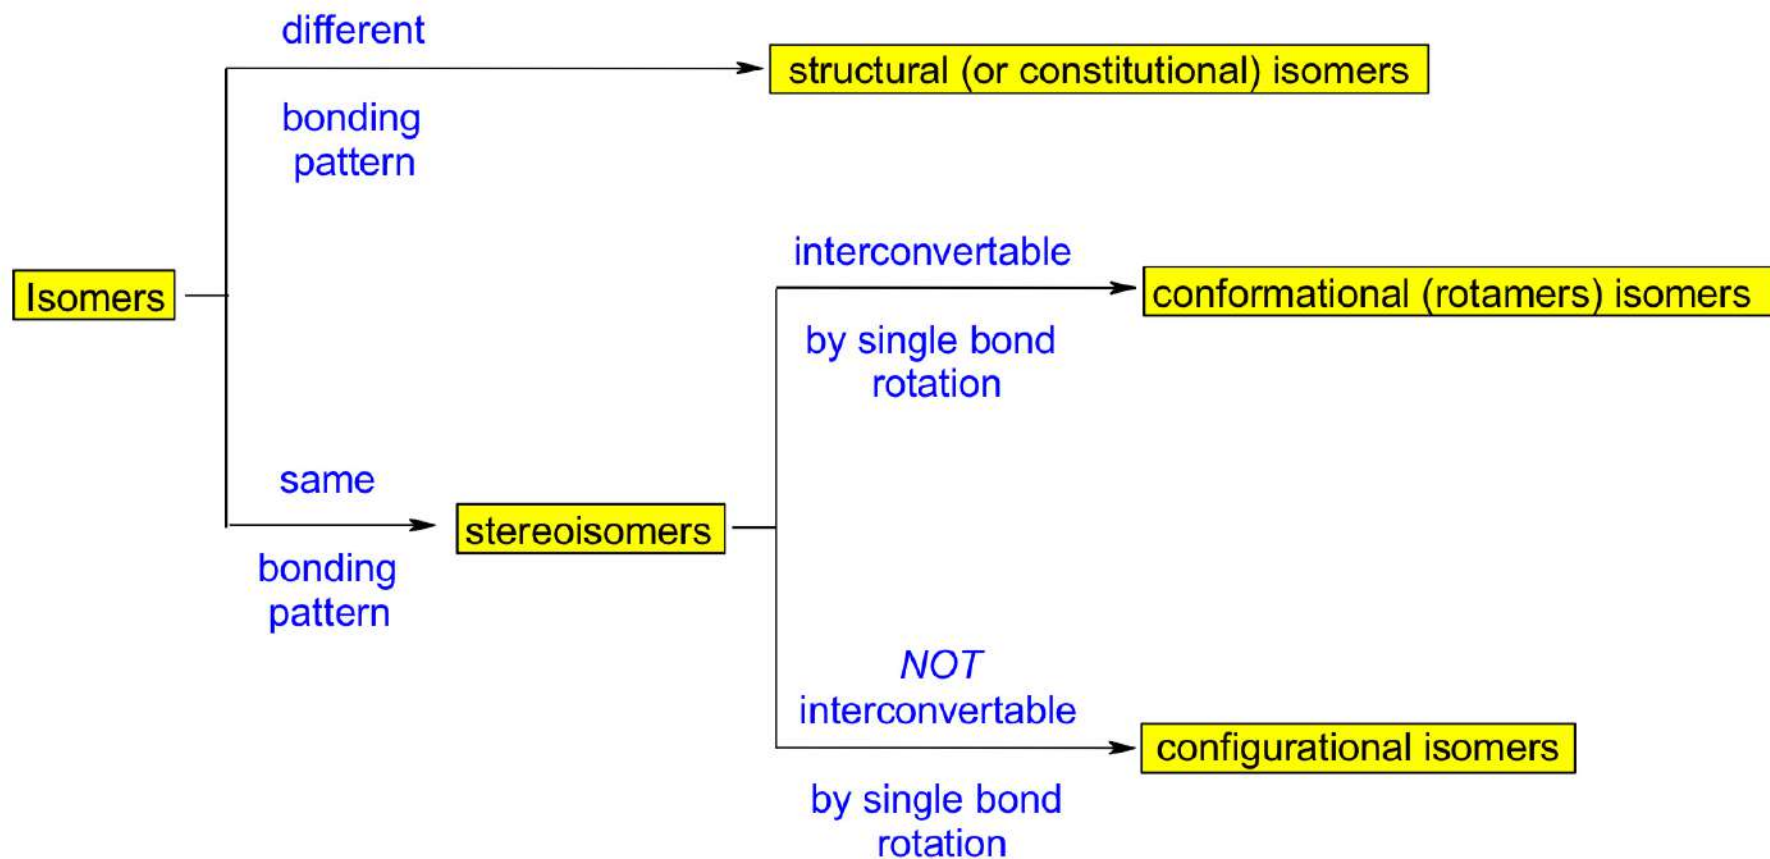 different
bonding
pattern
structural (or constitutional) isomers
Isomers
same
bonding
pattern
stereoisomers
interconvertable
by single bond
rotation
conformational (rotamers) isomers
NOT
interconvertable
by single bond
rotation
configurational isomers